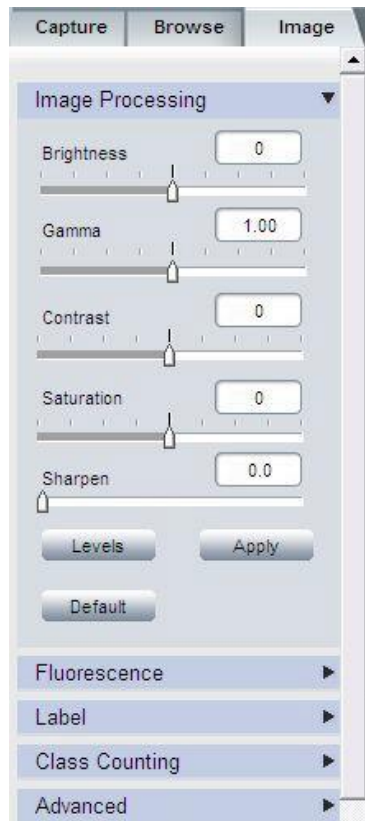 Capture Browse Image
Image Processing
Brightness 0
Gamma 1.00
Contrast 0
Saturation 0
Sharpen 0.0
Levels Apply
Default
Fluorescence
Label
Class Counting
Advanced